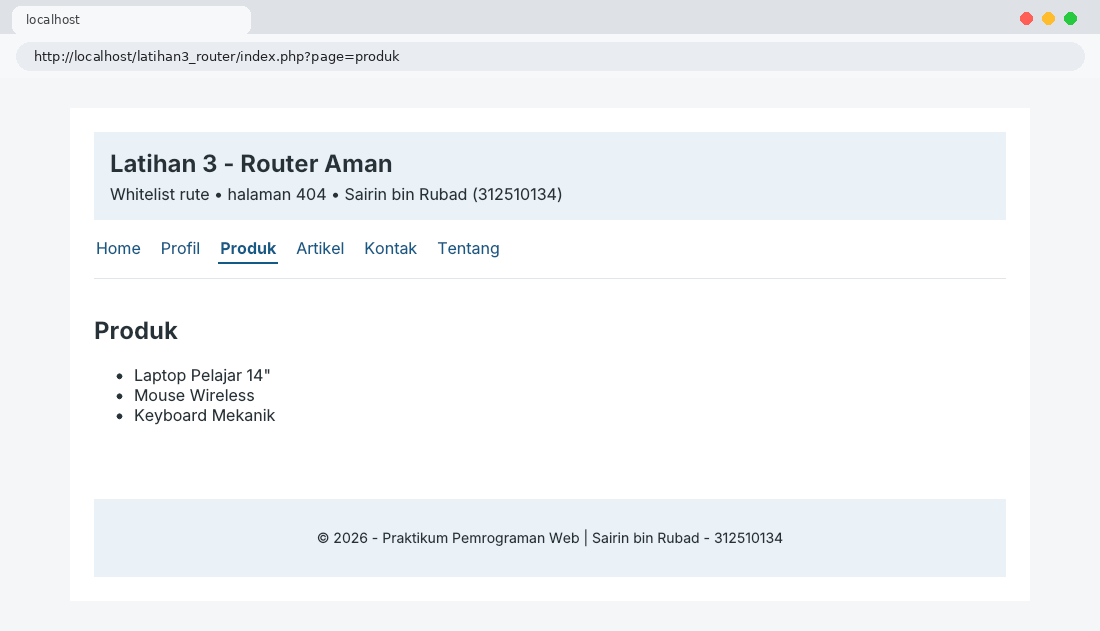 localhost
http://localhost/latihan3_router/index.php?page=produk
Latihan 3 - Router Aman
Whitelist rute • halaman 404 • Sairin bin Rubad (312510134)
Home Profil Produk Artikel Kontak Tentang
Produk
• Laptop Pelajar 14"
• Mouse Wireless
• Keyboard Mekanik
© 2026 - Praktikum Pemrograman Web | Sairin bin Rubad - 312510134